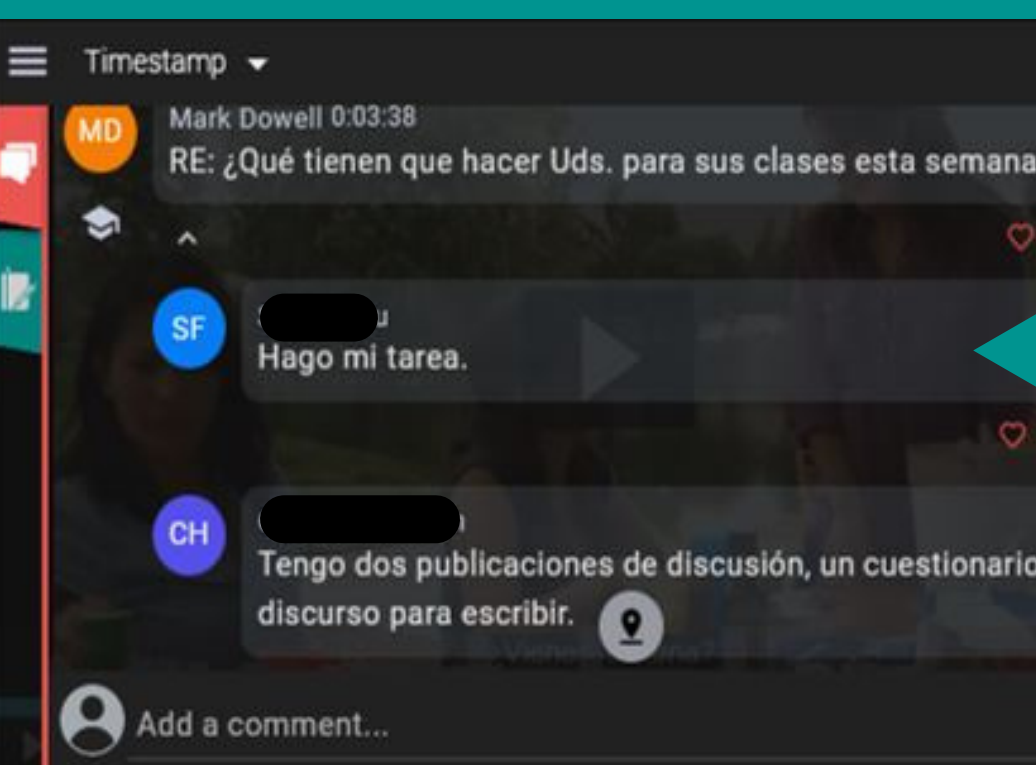 Timestamp
MD
Mark Dowell 0:03:38
RE: ¿Qué tienen que hacer Uds. para sus clases esta semana
SF
Hago mi tarea.
CH
Tengo dos publicaciones de discusión, un cuestionario
discurso para escribir.
Add a comment...